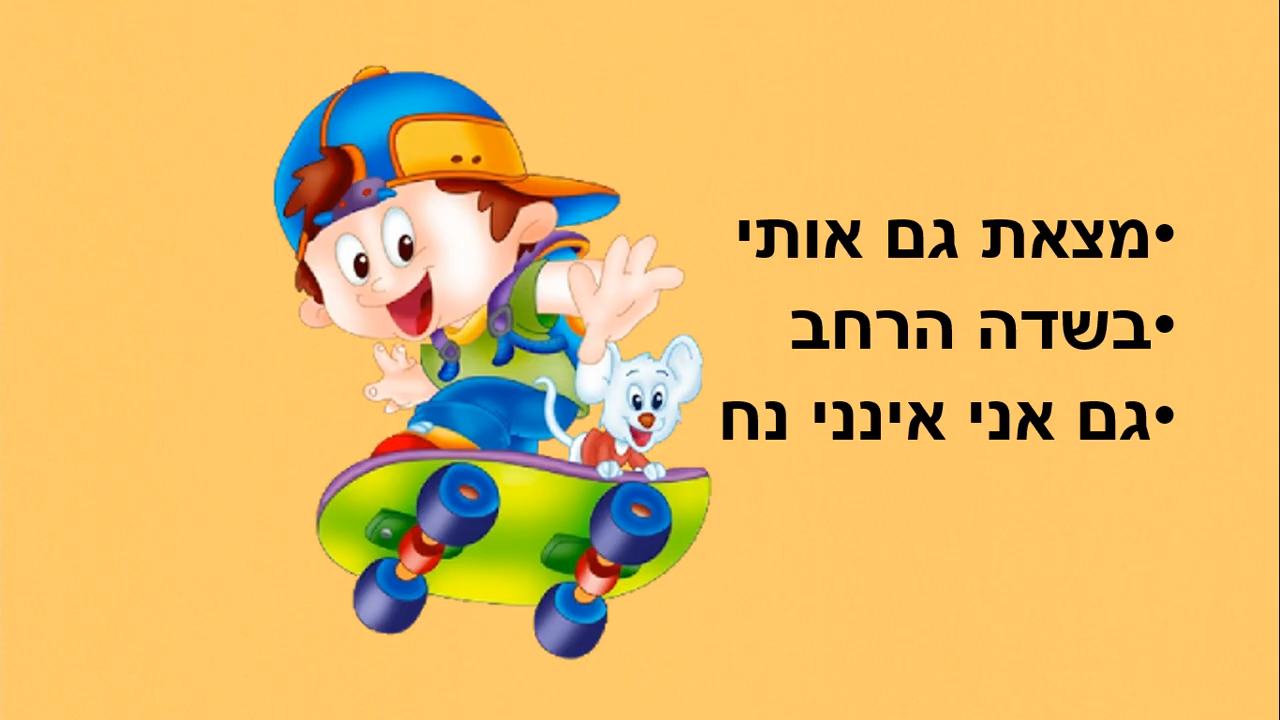 •מצאת גם אותי
•בשדה הרחב
•גם אני אינני נח